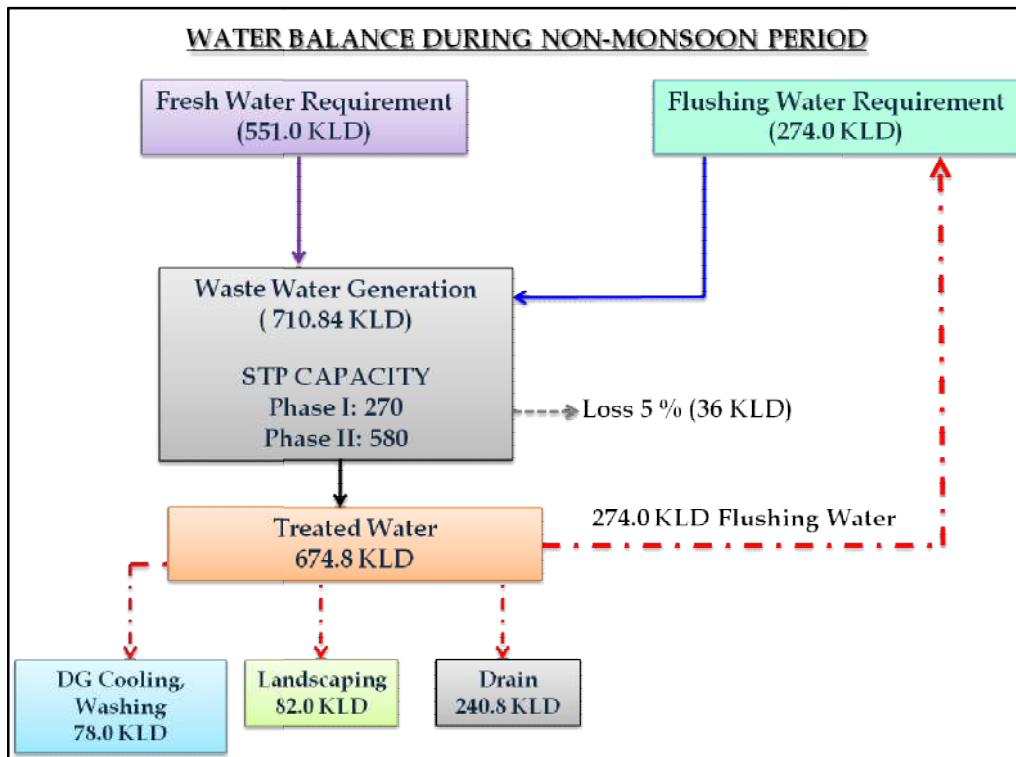 WATER BALANCE DURING NON-MONSOON PERIOD
Fresh Water Requirement
(551.0 KLD)
Flushing Water Requirement
(274.0 KLD)
Waste Water Generation
( 710.84 KLD)
STP CAPACITY
Phase I: 270
Phase II: 580
Loss 5 % (36 KLD)
Treated Water
674.8 KLD
274.0 KLD Flushing Water
DG Cooling,
Washing
78.0 KLD
Landscaping
82.0 KLD
Drain
240.8 KLD